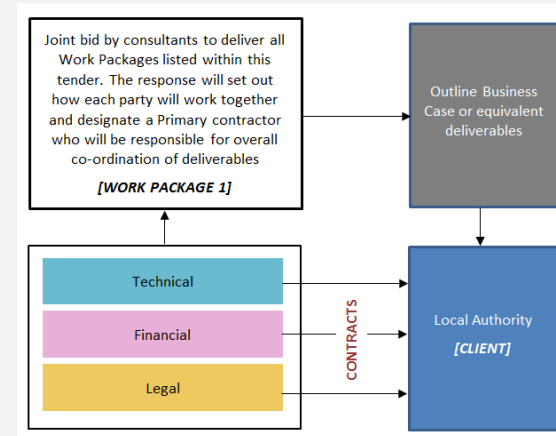 Joint bid by consultants to deliver all
Work Packages listed within this
tender. The response will set out
how each party will work together
and designate a Primary contractor
who will be responsible for overall
co-ordination of deliverables
[WORK PACKAGE 1]
Outline Business
Case or equivalent
deliverables
Technical
Financial
Legal
CONTRACTS
Local Authority
[CLIENT]